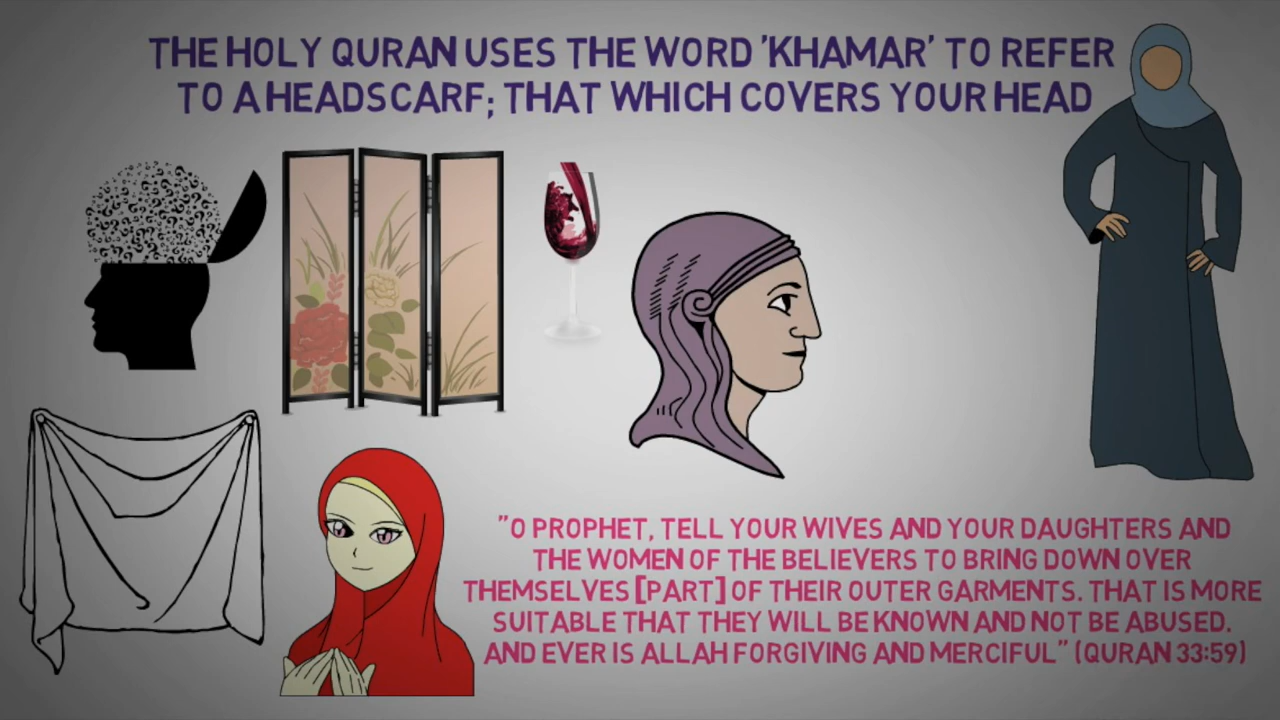 THE HOLY QURAN USES THE WORD 'KHAMAR' TO REFER
TO A HEADSCARF; THAT WHICH COVERS YOUR HEAD
"O PROPHET, TELL YOUR WIVES AND YOUR DAUGHTERS AND
THE WOMEN OF THE BELIEVERS TO BRING DOWN OVER
THEMSELVES [PART] OF THEIR OUTER GARMENTS. THAT IS MORE
SUITABLE THAT THEY WILL BE KNOWN AND NOT BE ABUSED.
AND EVER IS ALLAH FORGIVING AND MERCIFUL" (QURAN 33:59)